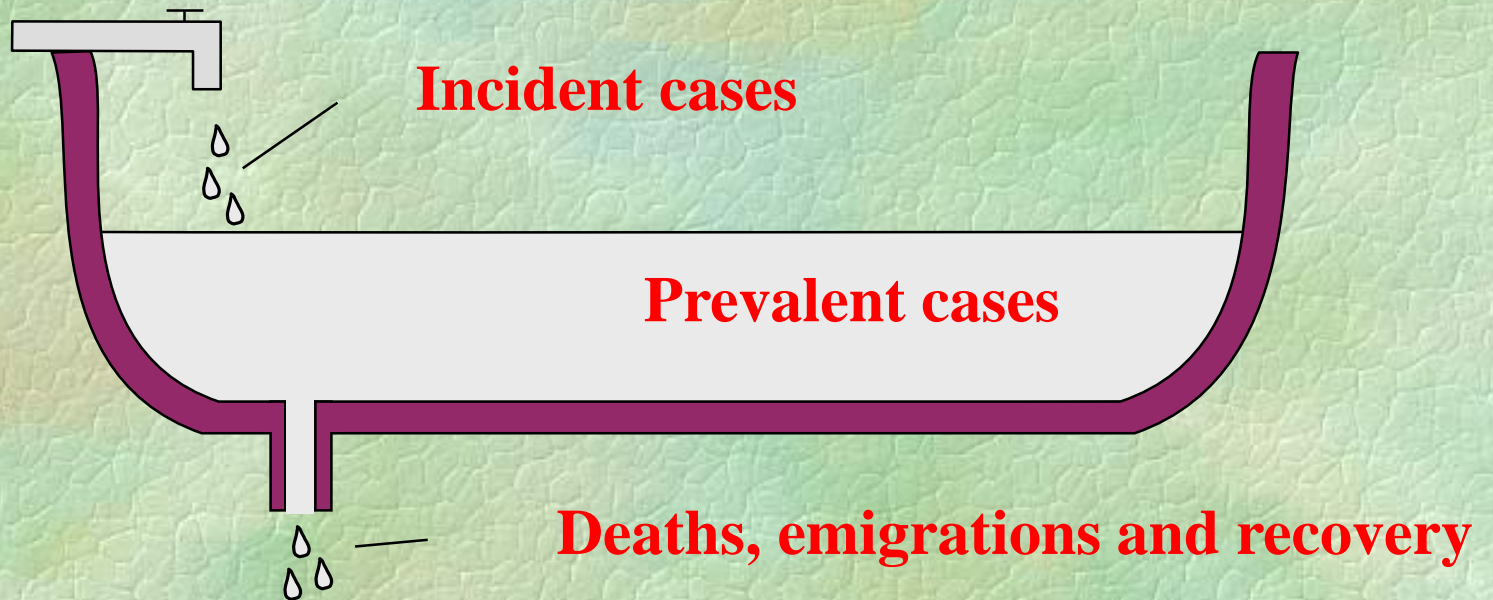 Incident cases
Prevalent cases
Deaths, emigrations and recovery